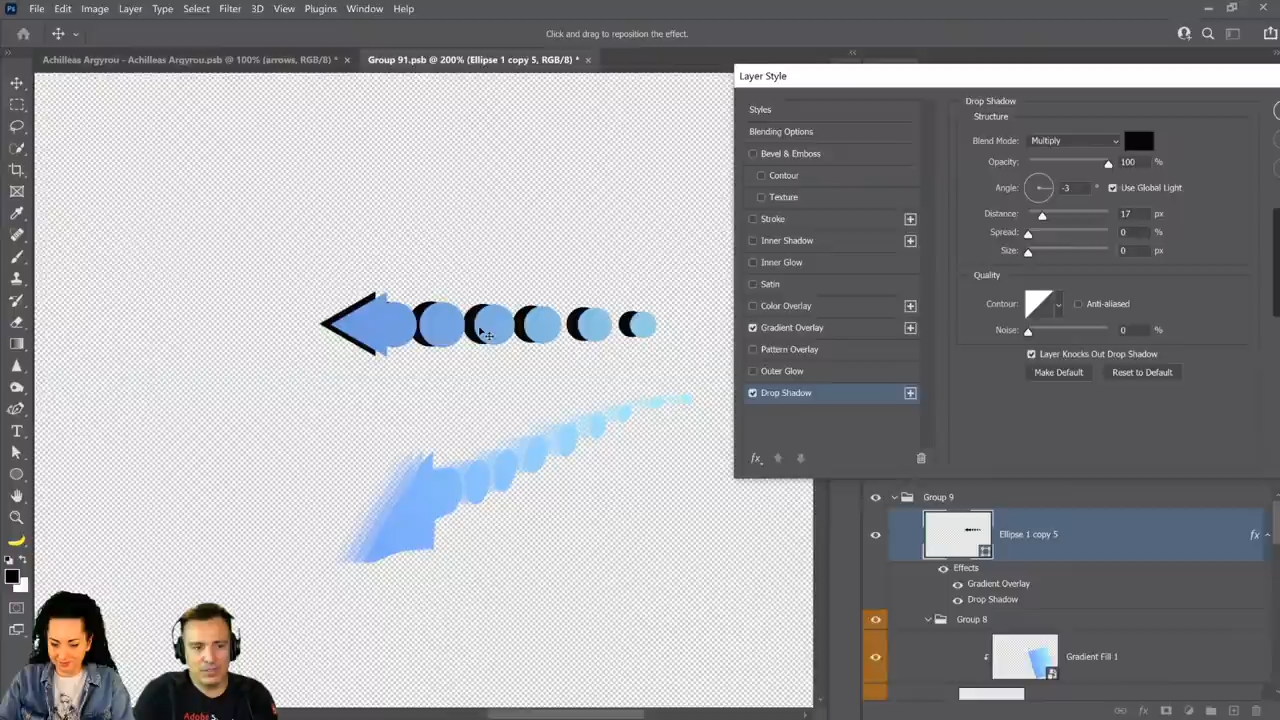 Ps File Edit Image Layer Type Select Filter 3D View Plugins Window Help
Click and drag to reposition the effect.
Achilleas Argyrou - Achilleas Argyrou.psb @ 100% (arrows, RGB/8) * ×
Group 91.psb @ 200% (Ellipse 1 copy 5, RGB/8) * ×
Layer Style
Styles
Blending Options
Bevel & Emboss
Contour
Texture
Stroke
Inner Shadow
Inner Glow
Satin
Color Overlay
Gradient Overlay
Pattern Overlay
Outer Glow
Drop Shadow
fx
Drop Shadow
Structure
Blend Mode: Multiply
Opacity: 100 %
Angle: -3 ° Use Global Light
Distance: 17 px
Spread: 0 %
Size: 0 px
Quality
Contour: Anti-aliased
Noise: 0 %
Layer Knocks Out Drop Shadow
Make Default Reset to Default
Group 9
Ellipse 1 copy 5 fx
Effects
Gradient Overlay
Drop Shadow
Group 8
Gradient Fill 1
fx
Adobe